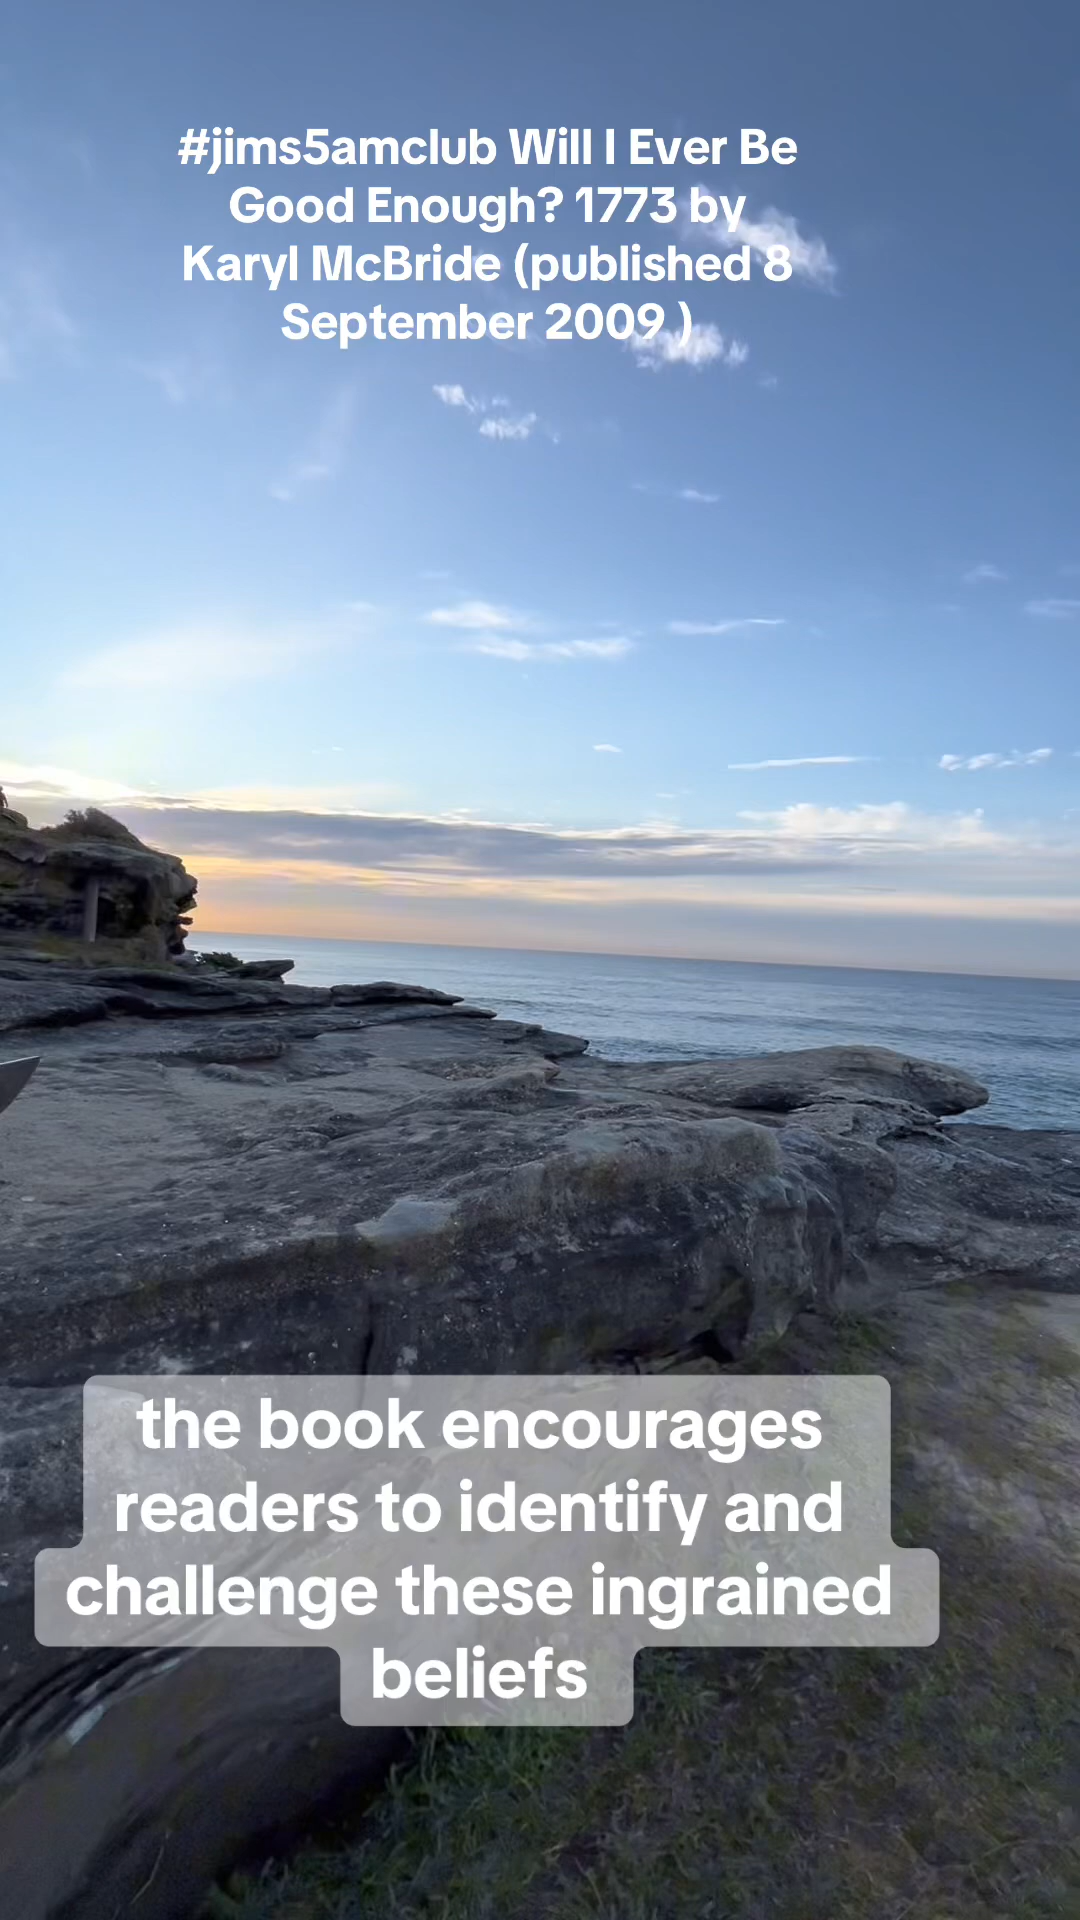 #jims5amclub Will I Ever Be
Good Enough? 1773 by
Karyl McBride (published 8
September 2009 )
the book encourages
readers to identify and
challenge these ingrained
beliefs